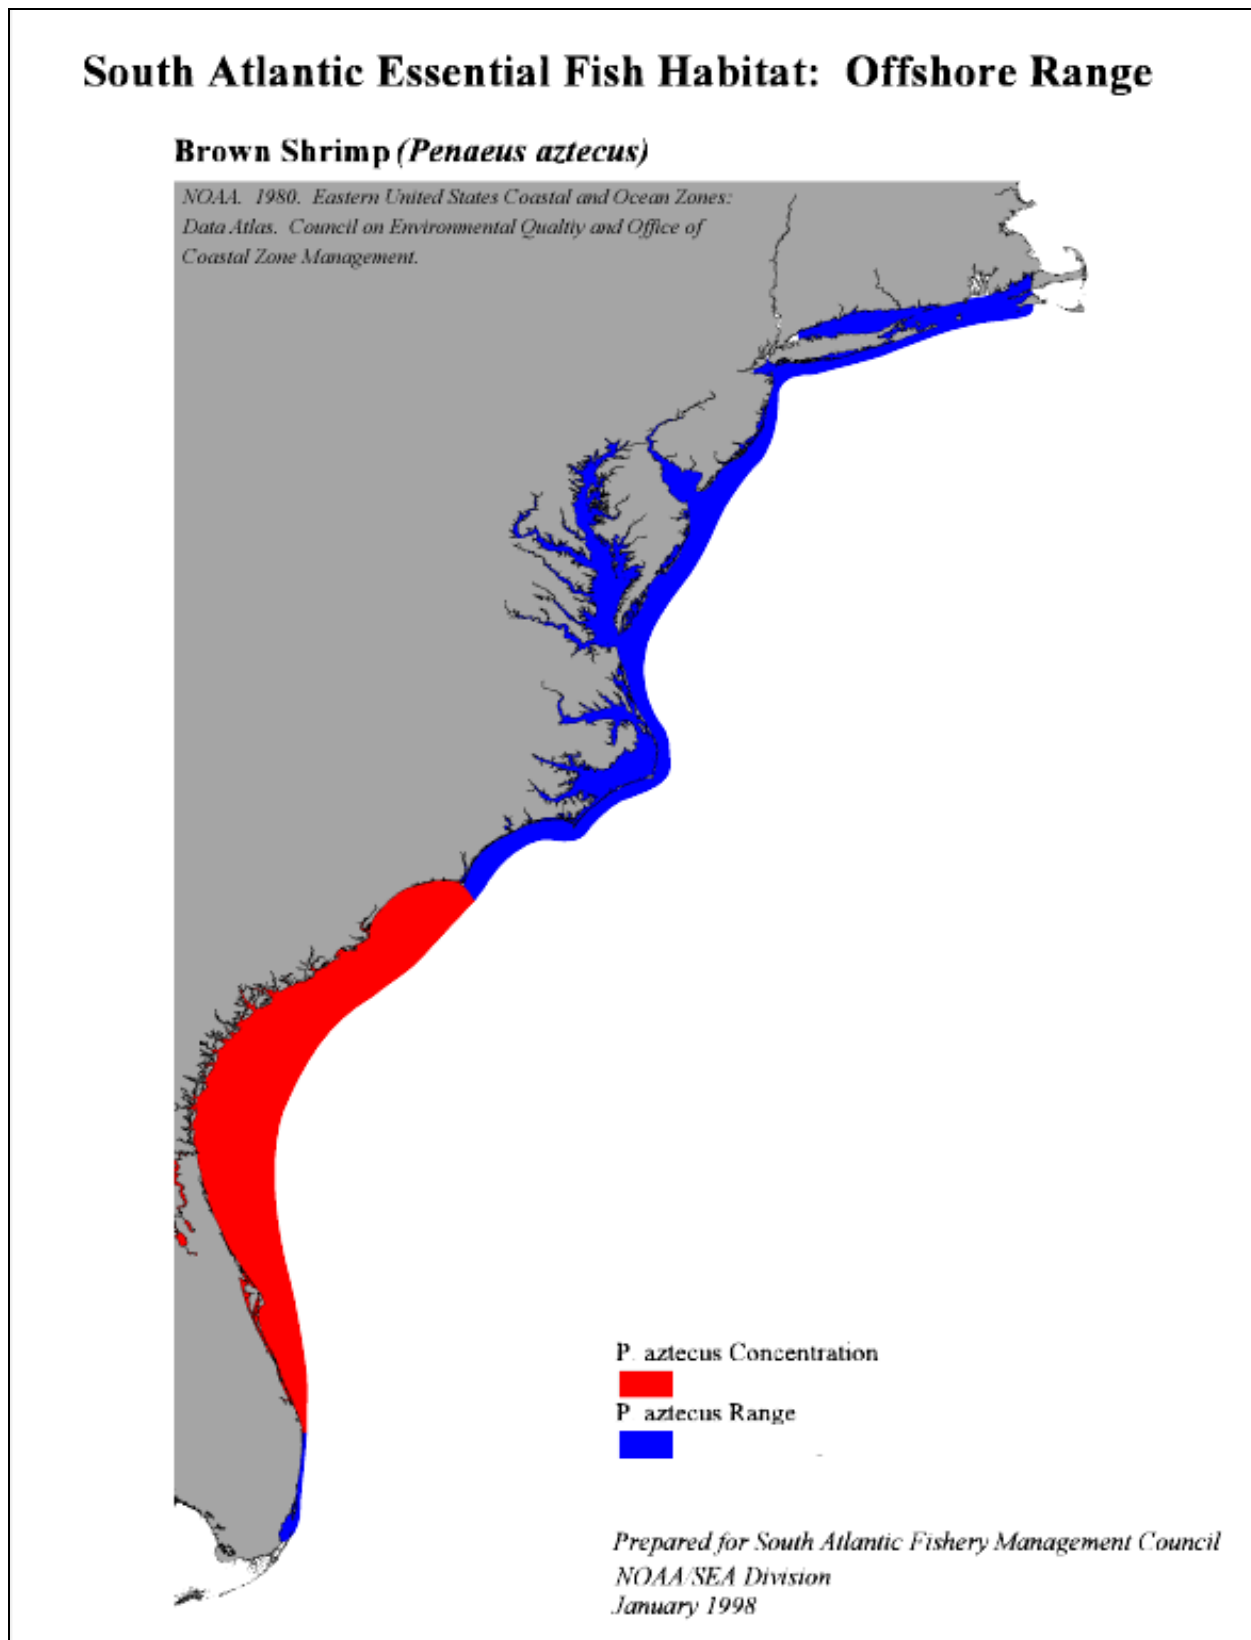 South Atlantic Essential Fish Habitat: Offshore Range
Brown Shrimp (Penaeus aztecus)
NOAA. 1980. Eastern United States Coastal and Ocean Zones:
Data Atlas. Council on Environmental Qualtiy and Office of
Coastal Zone Management.
P. aztecus Concentration
P. aztecus Range
Prepared for South Atlantic Fishery Management Council
NOAA/SEA Division
January 1998